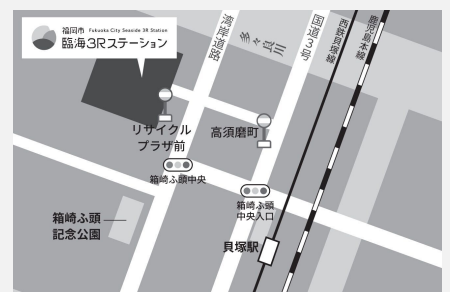 福岡市 Fukuoka City Seaside 3R Station
臨海3Rステーション
湾岸道路
多々良川
国道3号
西鉄貝塚線
鹿児島本線
リサイクル
プラザ前
高須磨町
箱崎ふ頭中央
箱崎ふ頭
中央入口
箱崎ふ頭
記念公園
貝塚駅